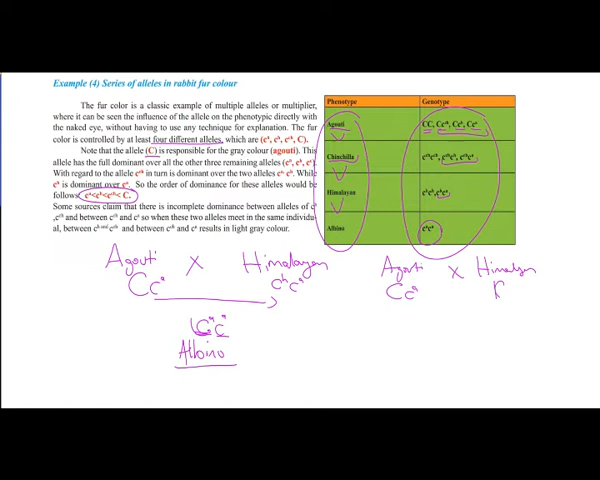 Example (4) Series of alleles in rabbit fur colour
The fur color is a classic example of multiple alleles or multiplier,
where it can be seen the influence of the allele on the phenotypic directly with
the naked eye, without having to use any technique for explanation. The fur
color is controlled by at least four different alleles, which are (cᵃ, cʰ, cᶜʰ, C).
Note that the allele (C) is responsible for the gray colour (agouti). This
allele has the full dominant over all the other three remaining alleles (cʰ, cʰ, cᵃ).
With regard to the allele cᶜʰ in turn is dominant over the two alleles cᵃ, cʰ. While
cʰ is dominant over cᵃ. So the order of dominance for these alleles would be
follows cᵃ<cʰ<cᶜʰ< C.
Some sources claim that there is incomplete dominance between alleles of cʰ
,cᶜʰ and between cᶜʰ and cᵃ so when these two alleles meet in the same individu-
al, between cʰ and cᶜʰ and between cᶜʰ and cᵃ results in light gray colour.
Phenotype Genotype
Agouti CC, Ccᶜʰ, Ccʰ, Ccᵃ
Chinchilla cᶜʰcᶜʰ, cᶜʰcʰ, cᶜʰcᵃ
Himalayan cʰcʰ, cʰcᵃ
Albino cᵃcᵃ
Agouti X Himalayan
Ccᵃ cʰcᵃ
cᵃcᵃ
Albino
Agouti X Himalyan
Ccᵃ